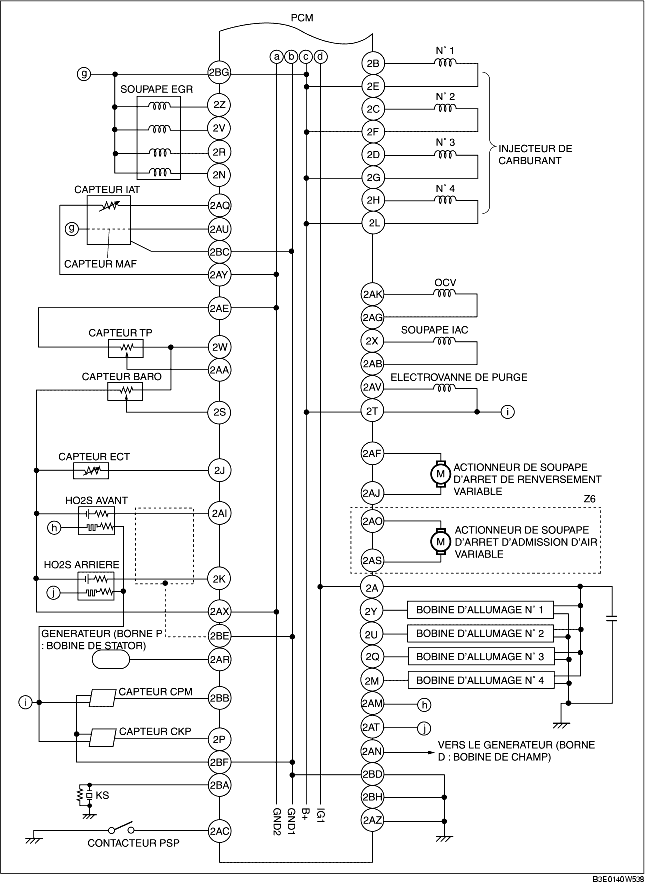 PCM
a b c d
g
2BG
SOUPAPE EGR
2Z
2V
2R
2N
CAPTEUR IAT
2AQ
g
2AU
2BC
CAPTEUR MAF
2AY
2AE
CAPTEUR TP
2W
2AA
CAPTEUR BARO
2S
CAPTEUR ECT
2J
HO2S AVANT
2AI
h
HO2S ARRIERE
2K
j
2AX
GENERATEUR (BORNE P
: BOBINE DE STATOR)
2BE
2AR
CAPTEUR CPM
i
2BB
CAPTEUR CKP
2P
2BF
2BA
KS
2AC
CONTACTEUR PSP
GND2
GND1
B+
IG1
2B
N° 1
2E
2C
N° 2
2F
2D
N° 3
2G
2H
N° 4
2L
INJECTEUR DE
CARBURANT
2AK
OCV
2AG
SOUPAPE IAC
2X
2AB
ELECTROVANNE DE PURGE
2AV
2T
i
2AF
M
ACTIONNEUR DE SOUPAPE
D'ARRET DE RENVERSEMENT
VARIABLE
2AJ
Z6
2AO
M
ACTIONNEUR DE SOUPAPE
D'ARRET D'ADMISSION D'AIR
VARIABLE
2AS
2A
2Y
BOBINE D'ALLUMAGE N° 1
2U
BOBINE D'ALLUMAGE N° 2
2Q
BOBINE D'ALLUMAGE N° 3
2M
BOBINE D'ALLUMAGE N° 4
2AM
h
2AT
j
2AN
VERS LE GENERATEUR (BORNE
D : BOBINE DE CHAMP)
2BD
2BH
2AZ
B3E0140W538